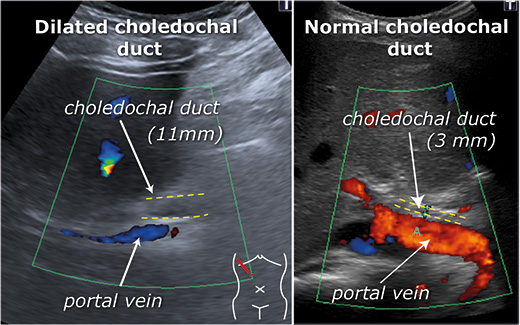 Dilated choledochal
duct
choledochal duct
(11mm)
portal vein
Normal choledochal
duct
choledochal duct
(3 mm)
A
portal vein